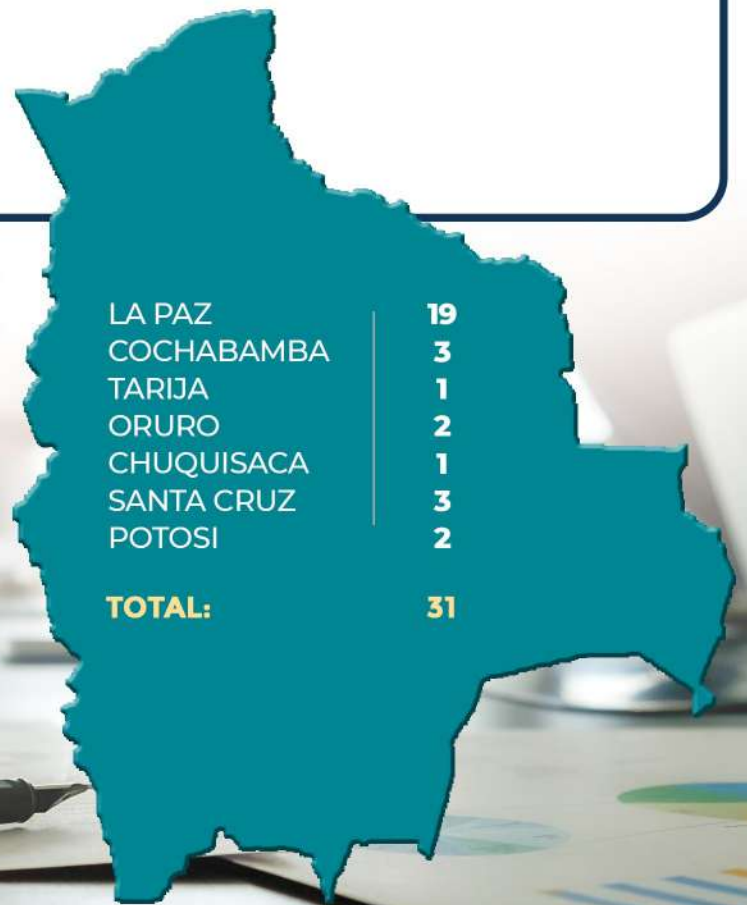 LA PAZ 19
COCHABAMBA 3
TARIJA 1
ORURO 2
CHUQUISACA 1
SANTA CRUZ 3
POTOSI 2
TOTAL: 31